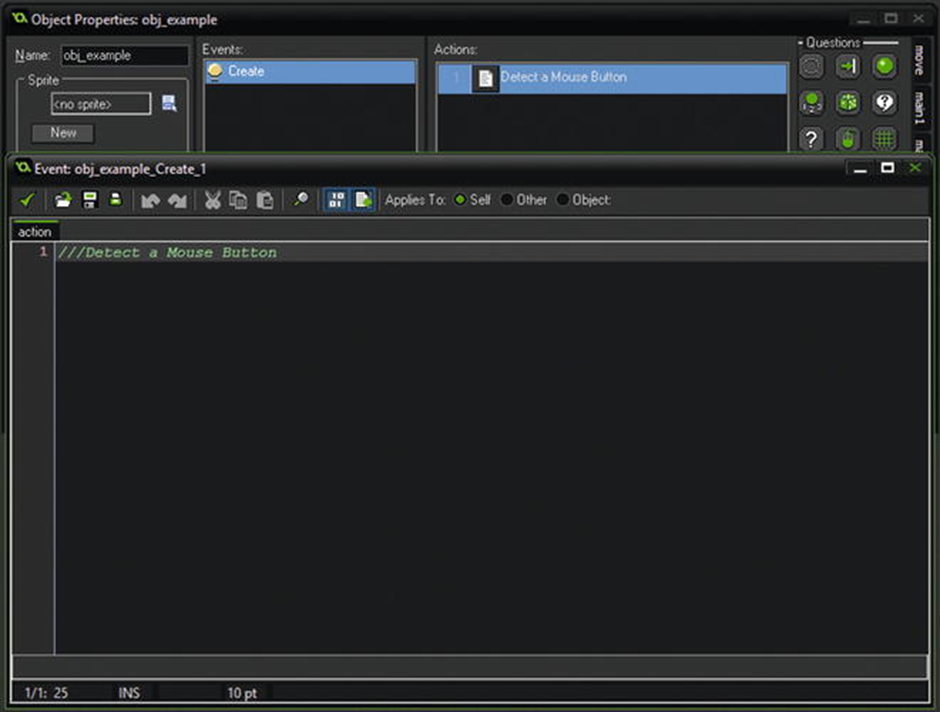 Object Properties: obj_example
Name: obj_example
Events:
Actions:
Questions
move
Sprite
Create
1 Detect a Mouse Button
<no sprite>
main1
New
?
Event: obj_example_Create_1
Applies To: Self Other Object:
action
1 ///Detect a Mouse Button
1/1: 25 INS 10 pt